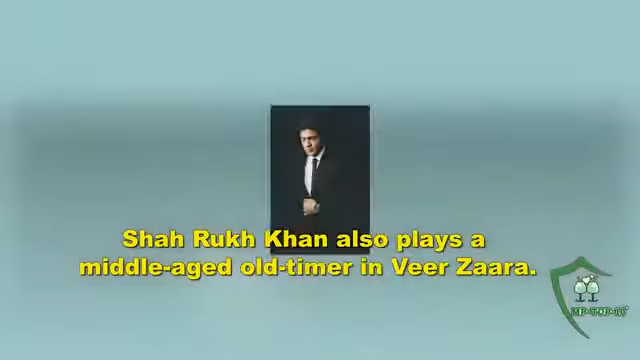 Shah Rukh Khan also plays a
middle-aged old-timer in Veer Zaara.